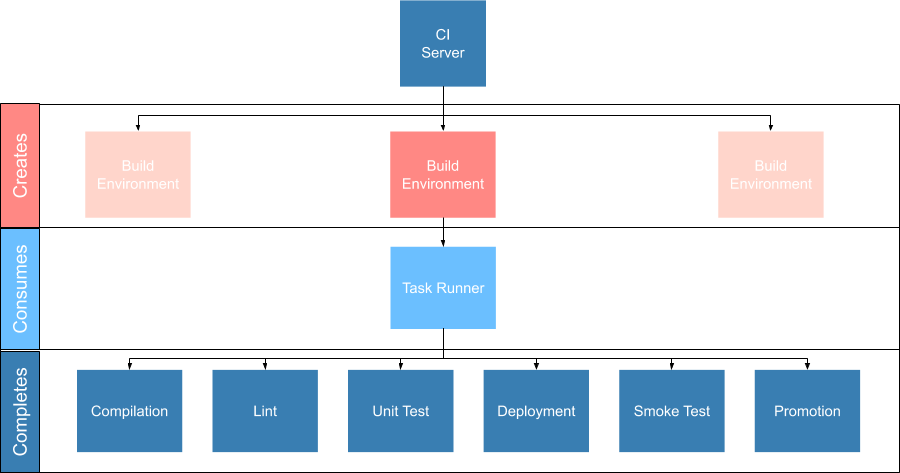 CI
Server
Creates
Build
Environment
Build
Environment
Build
Environment
Consumes
Task Runner
Completes
Compilation
Lint
Unit Test
Deployment
Smoke Test
Promotion